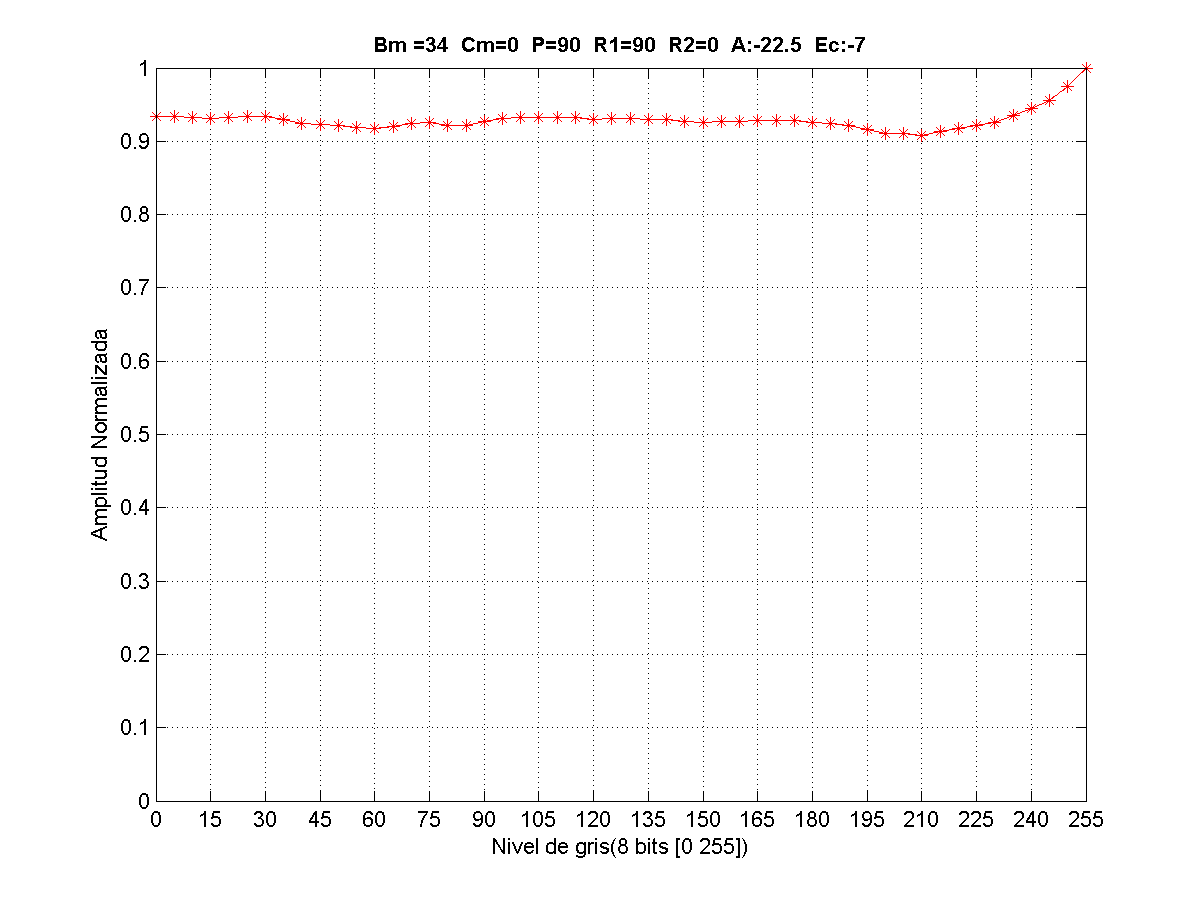 Bm =34  Cm=0  P=90  R1=90  R2=0  A:-22.5  Ec:-7
1
0.9
0.8
0.7
0.6
0.5
0.4
0.3
0.2
0.1
0
Amplitud Normalizada
0 15 30 45 60 75 90 105 120 135 150 165 180 195 210 225 240 255
Nivel de gris(8 bits [0 255])